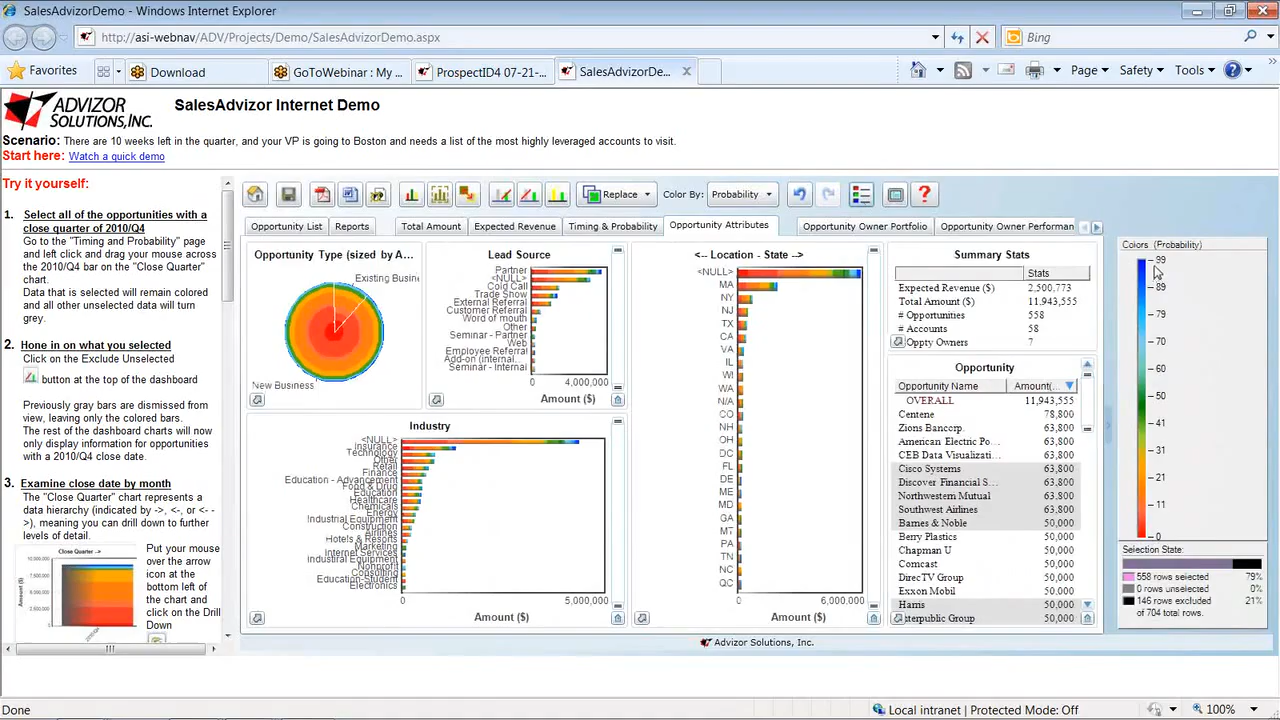 SalesAdvizorDemo - Windows Internet Explorer
http://asi-webnav/ADV/Projects/Demo/SalesAdvizorDemo.aspx
Bing
Favorites
Download
GoToWebinar : My ...
ProspectID4 07-21-...
SalesAdvizorDe...
Page
Safety
Tools
ADVIZOR
SOLUTIONS,INC.
SalesAdvizor Internet Demo
Scenario: There are 10 weeks left in the quarter, and your VP is going to Boston and needs a list of the most highly leveraged accounts to visit.
Start here: Watch a quick demo
Try it yourself:
1. Select all of the opportunities with a
close quarter of 2010/Q4
Go to the "Timing and Probability" page
and left click and drag your mouse across
the 2010/Q4 bar on the "Close Quarter"
chart.
Data that is selected will remain colored
and all other unselected data will turn
grey.
2. Hone in on what you selected
Click on the Exclude Unselected
button at the top of the dashboard
Previously gray bars are dismissed from
view, leaving only the colored bars.
The rest of the dashboard charts will now
only display information for opportunities
with a 2010/Q4 close date.
3. Examine close date by month
The "Close Quarter" chart represents a
data hierarchy (indicated by ->, <-, or <- -
>), meaning you can drill down to further
levels of detail.
Close Quarter -->
Put your mouse
over the arrow
icon at the
bottom left of
the chart and
click on the Drill
Down
Replace
Color By: Probability
Opportunity List
Reports
Total Amount
Expected Revenue
Timing & Probability
Opportunity Attributes
Opportunity Owner Portfolio
Opportunity Owner Performan
Opportunity Type (sized by A...
Existing Busin
New Business
Lead Source
Partner
<NULL>
Cold Call
Trade Show
External Referral
Customer Referral
Word of mouth
Other
Seminar - Partner
Web
Employee Referral
Add-on (internal...
Seminar - Internal
0 4,000,000
Amount ($)
Industry
<NULL>
Insurance
Technology
Other
Retail
Finance
Education - Advancement
Food & Drug
Education
Healthcare
Chemicals
Energy
Industrial Equipment
Construction
Airlines
Hotels & Resorts
Marketing
Internet Services
Industrial Equipment
Nonprofit
Consulting
Education-Student
Electronics
0 5,000,000
Amount ($)
<-- Location - State -->
<NULL>
MA
NY
NJ
TX
CA
VA
IL
WI
WA
N/A
CO
NH
OH
DC
FL
DE
ME
MD
GA
MT
PA
TN
NC
QC
0 6,000,000
Amount ($)
Summary Stats
Stats
Expected Revenue ($) 2,500,773
Total Amount ($) 11,943,555
# Opportunities 558
# Accounts 58
Oppty Owners 7
Opportunity
Opportunity Name Amount(...
OVERALL 11,943,555
Centene 78,800
Zions Bancorp. 63,800
American Electric Po... 63,800
CEB Data Visualizati... 63,800
Cisco Systems 63,800
Discover Financial S... 63,800
Northwestern Mutual 63,800
Southwest Airlines 63,800
Barnes & Noble 50,000
Berry Plastics 50,000
Chapman U 50,000
Comcast 50,000
DirecTV Group 50,000
Exxon Mobil 50,000
Harris 50,000
terpublic Group 50,000
Colors (Probability)
99
89
79
70
60
50
41
31
21
11
0
Selection State:
558 rows selected 79%
0 rows unselected 0%
146 rows excluded 21%
of 704 total rows.
Advizor Solutions, Inc.
Done
Local intranet | Protected Mode: Off
100%